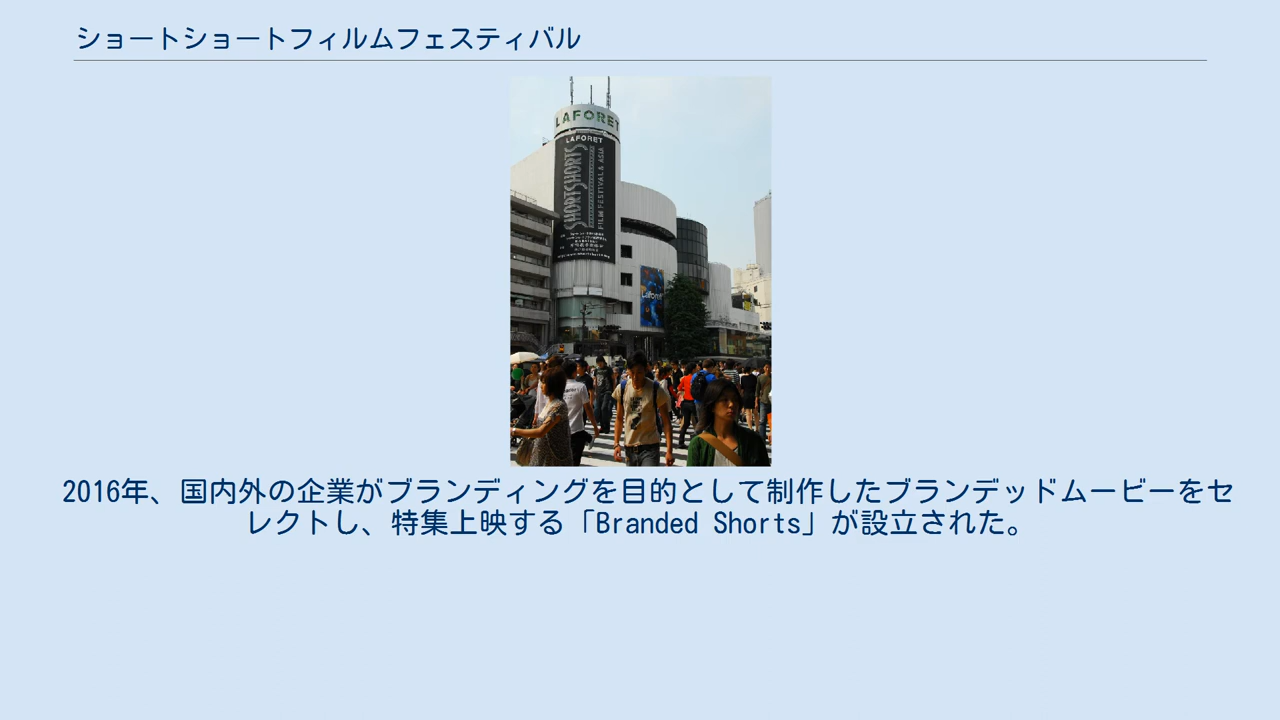 ショートショートフィルムフェスティバル
LAFORET
LAFORET
SHORTSHORTS
FILM FESTIVAL & ASIA
Laforet
2016年、国内外の企業がブランディングを目的として制作したブランデッドムービーをセ
レクトし、特集上映する「Branded Shorts」が設立された。